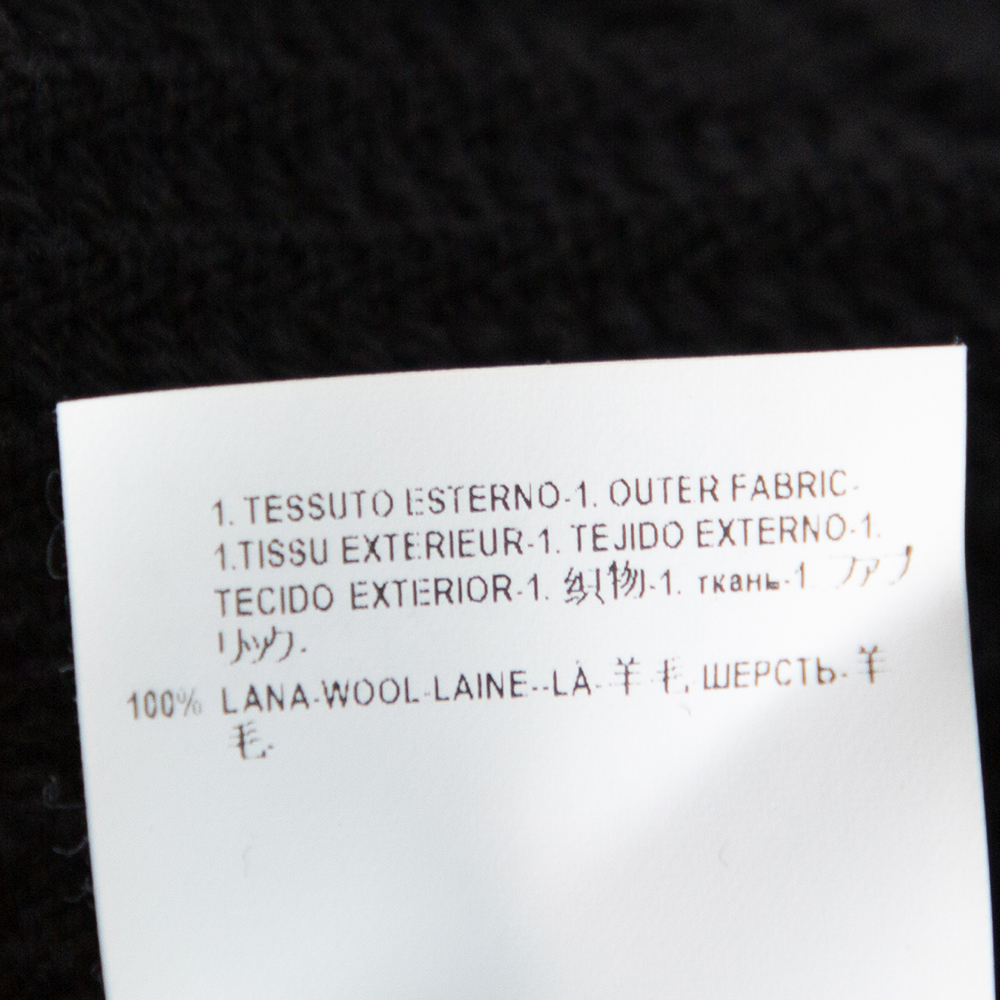 1. TESSUTO ESTERNO-1. OUTER FABRIC-
1.TISSU EXTERIEUR-1. TEJIDO EXTERNO-1.
TECIDO EXTERIOR-1. 织物-1. ткань-1 ファブ
リック.
100% LANA-WOOL-LAINE--LÀ-羊毛, ШЕРСТЬ-羊
毛-